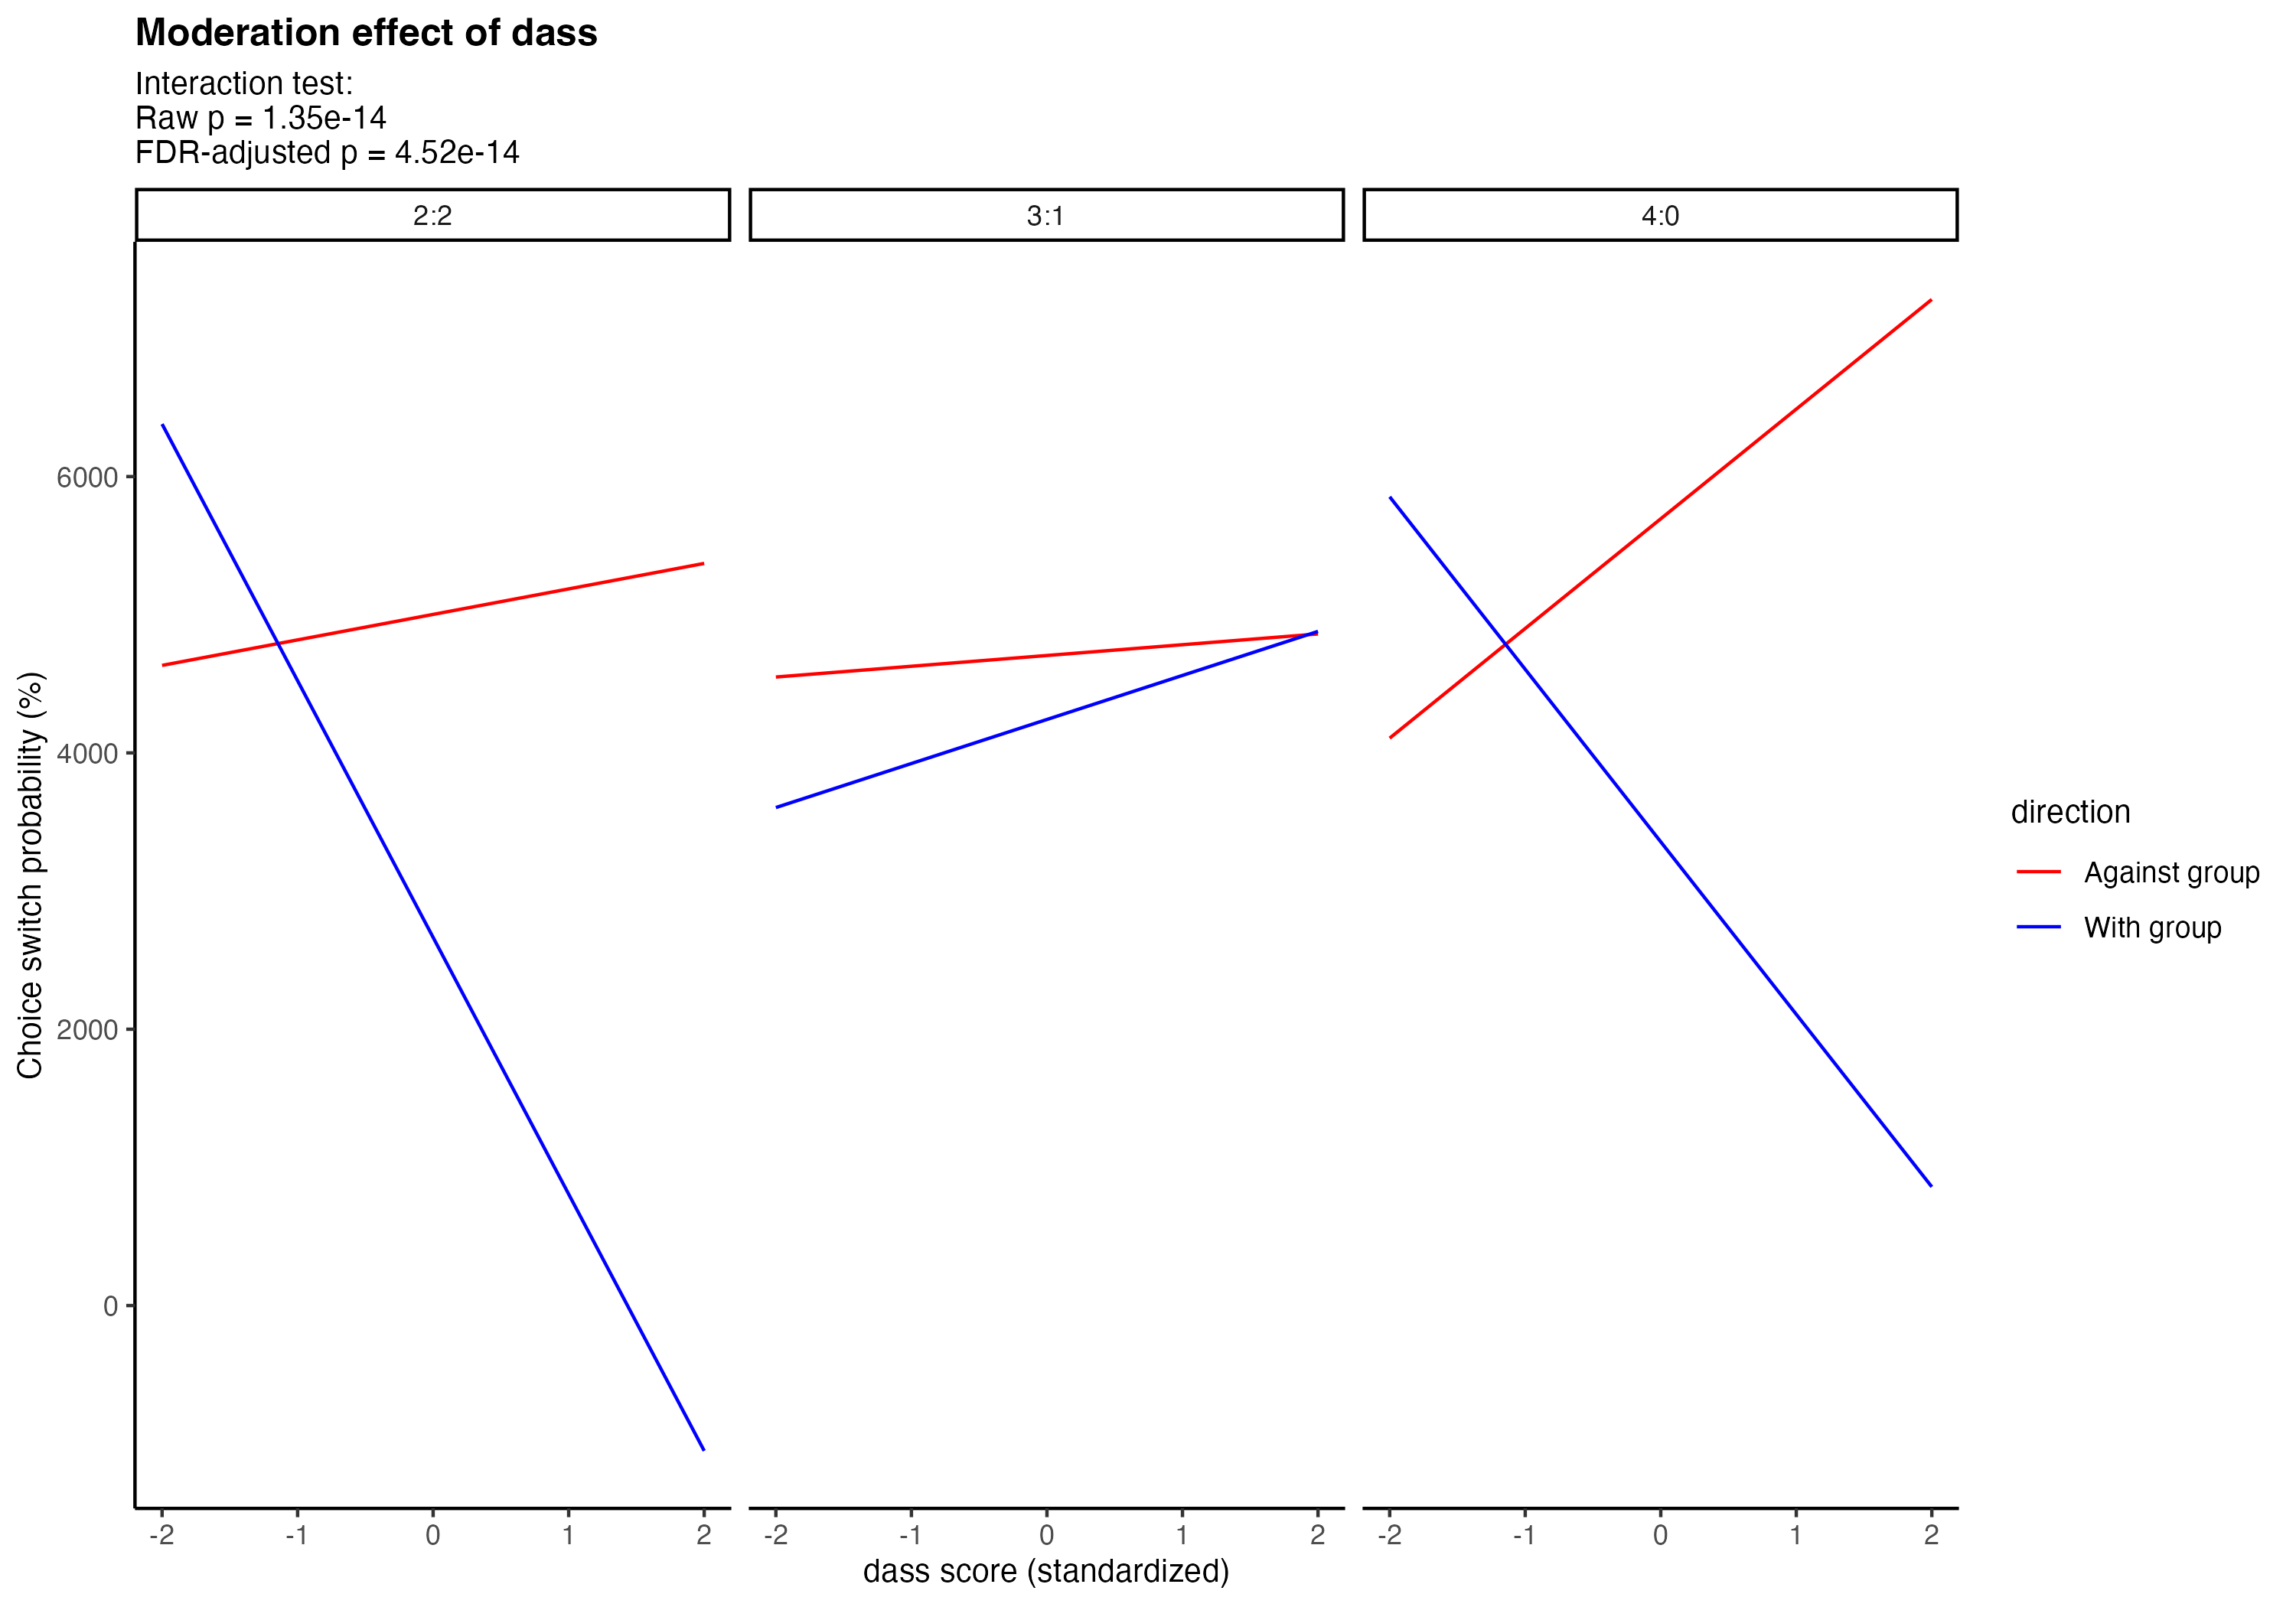 Moderation effect of dass
Interaction test:
Raw p = 1.35e-14
FDR-adjusted p = 4.52e-14
2:2
3:1
4:0
Choice switch probability (%)
6000
4000
2000
0
-2 -1 0 1 2
-2 -1 0 1 2
-2 -1 0 1 2
dass score (standardized)
direction
Against group
With group